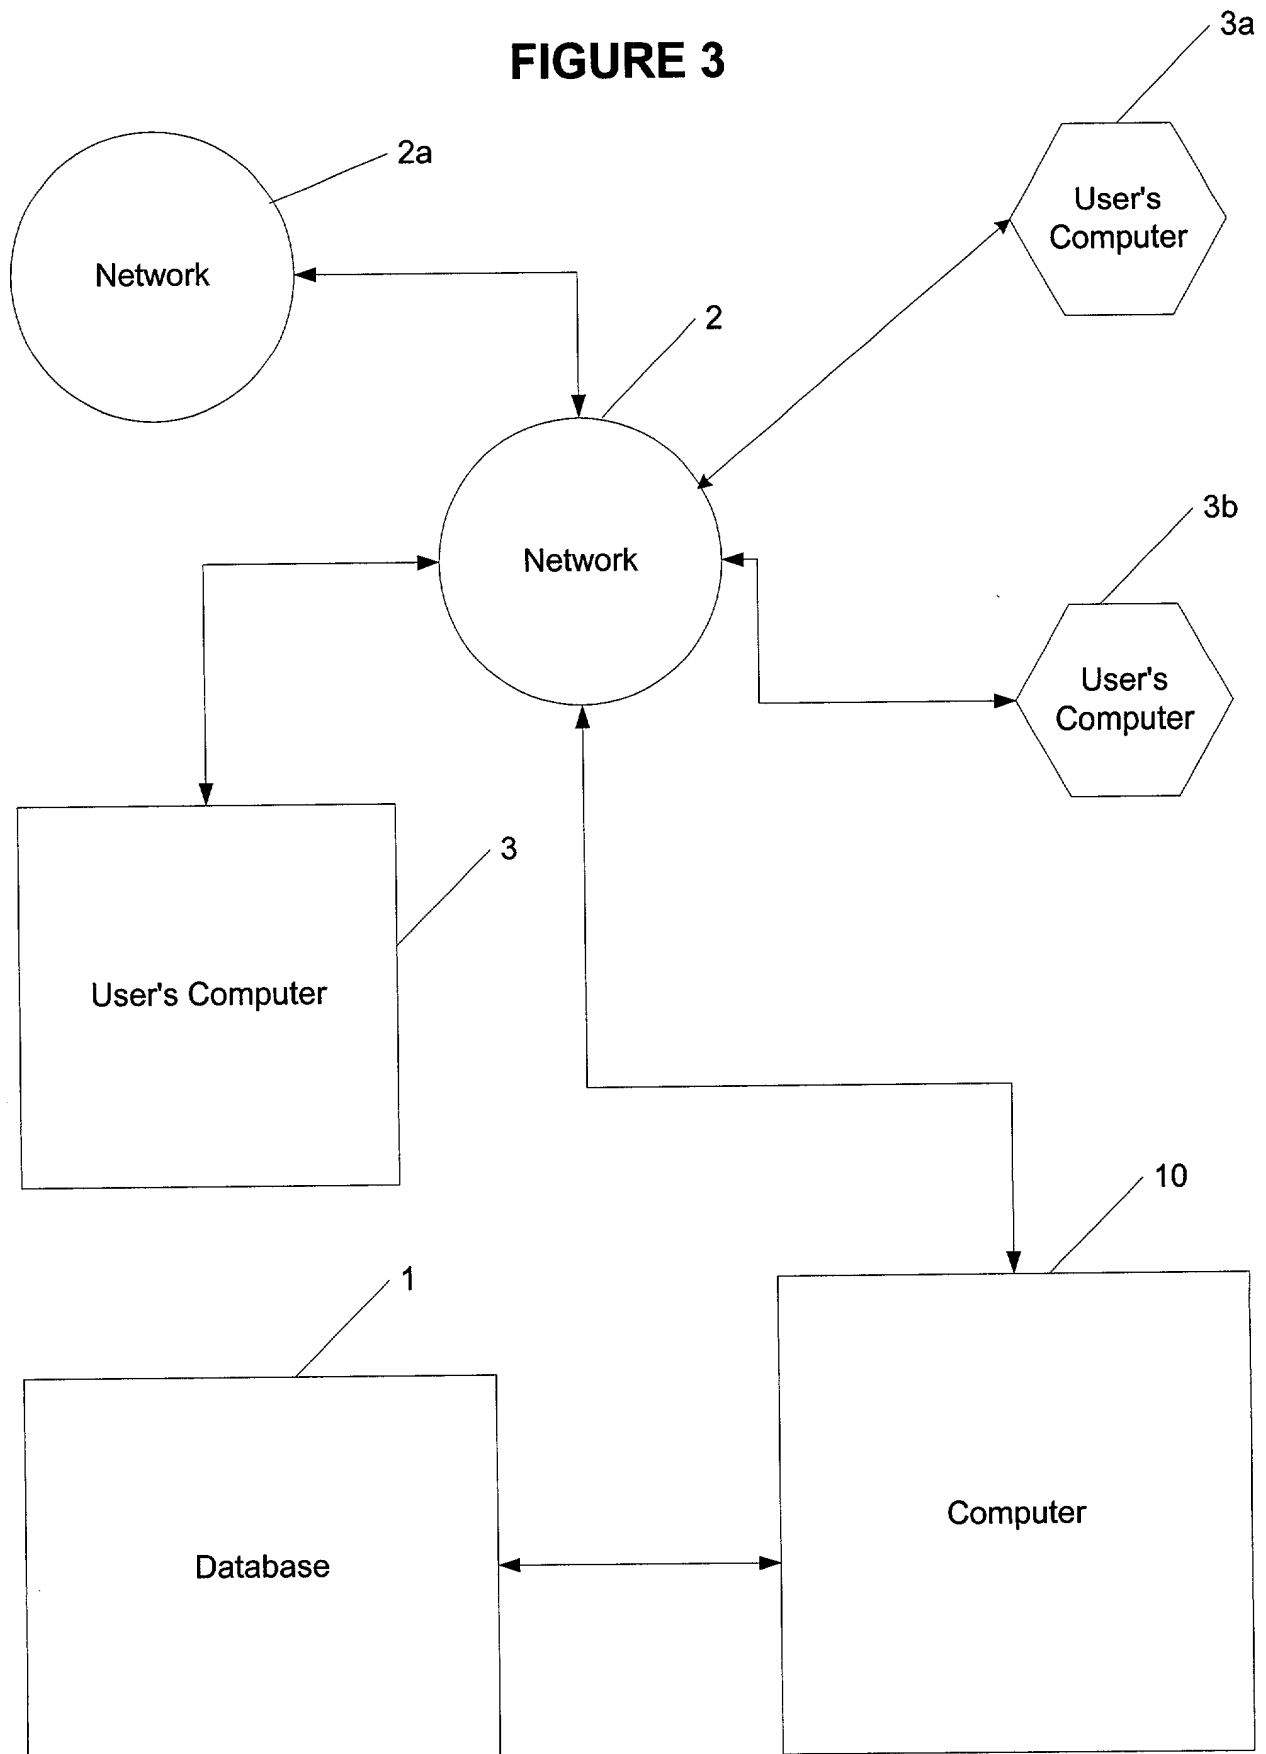 FIGURE 3
3a
2a
User's
Computer
Network
2
3b
Network
User's
Computer
3
User's Computer
10
1
Computer
Database